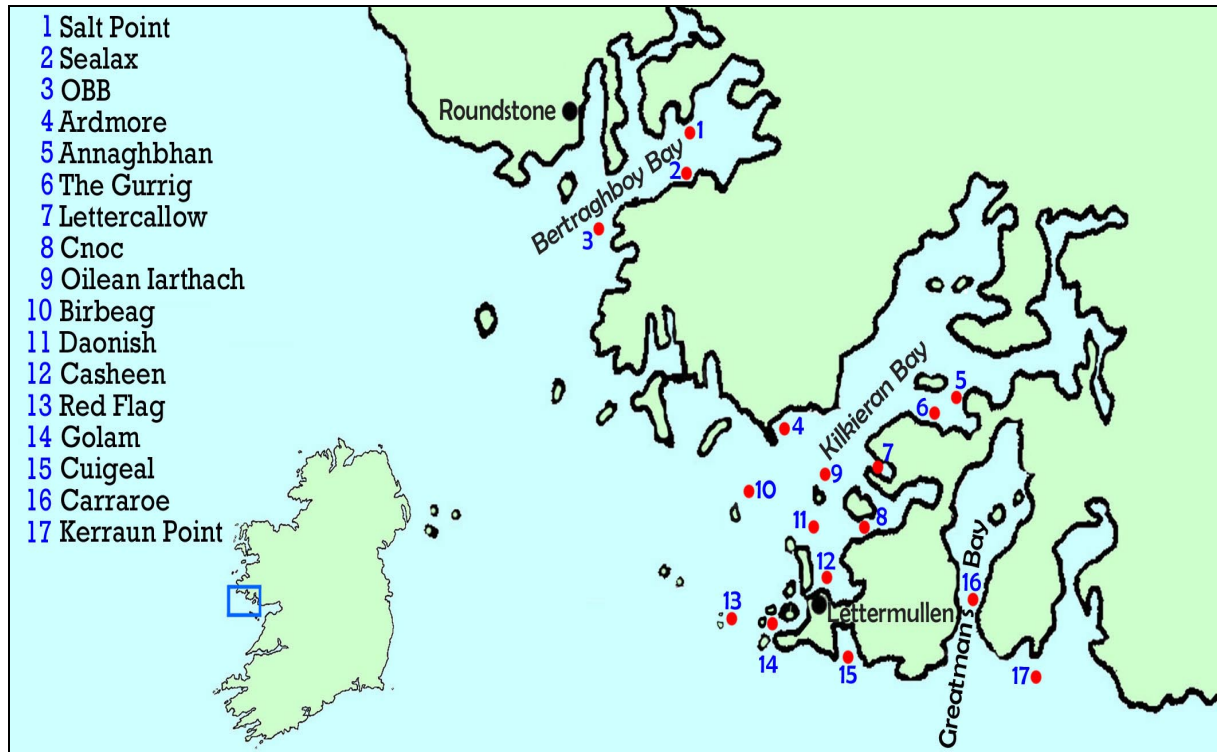 1 Salt Point
2 Sealax
3 OBB
4 Ardmore
5 Annaghbhan
6 The Gurrig
7 Lettercallow
8 Cnoc
9 Oilean Iarthach
10 Birbeag
11 Daonish
12 Casheen
13 Red Flag
14 Golam
15 Cuigeal
16 Carraroe
17 Kerraun Point
Roundstone
1
2
Bertraghboy Bay
3
Kilkieran Bay
5
6
4
7
9
10
11
8
12
13
Lettermullen
14
15
16
Greatman's Bay
17